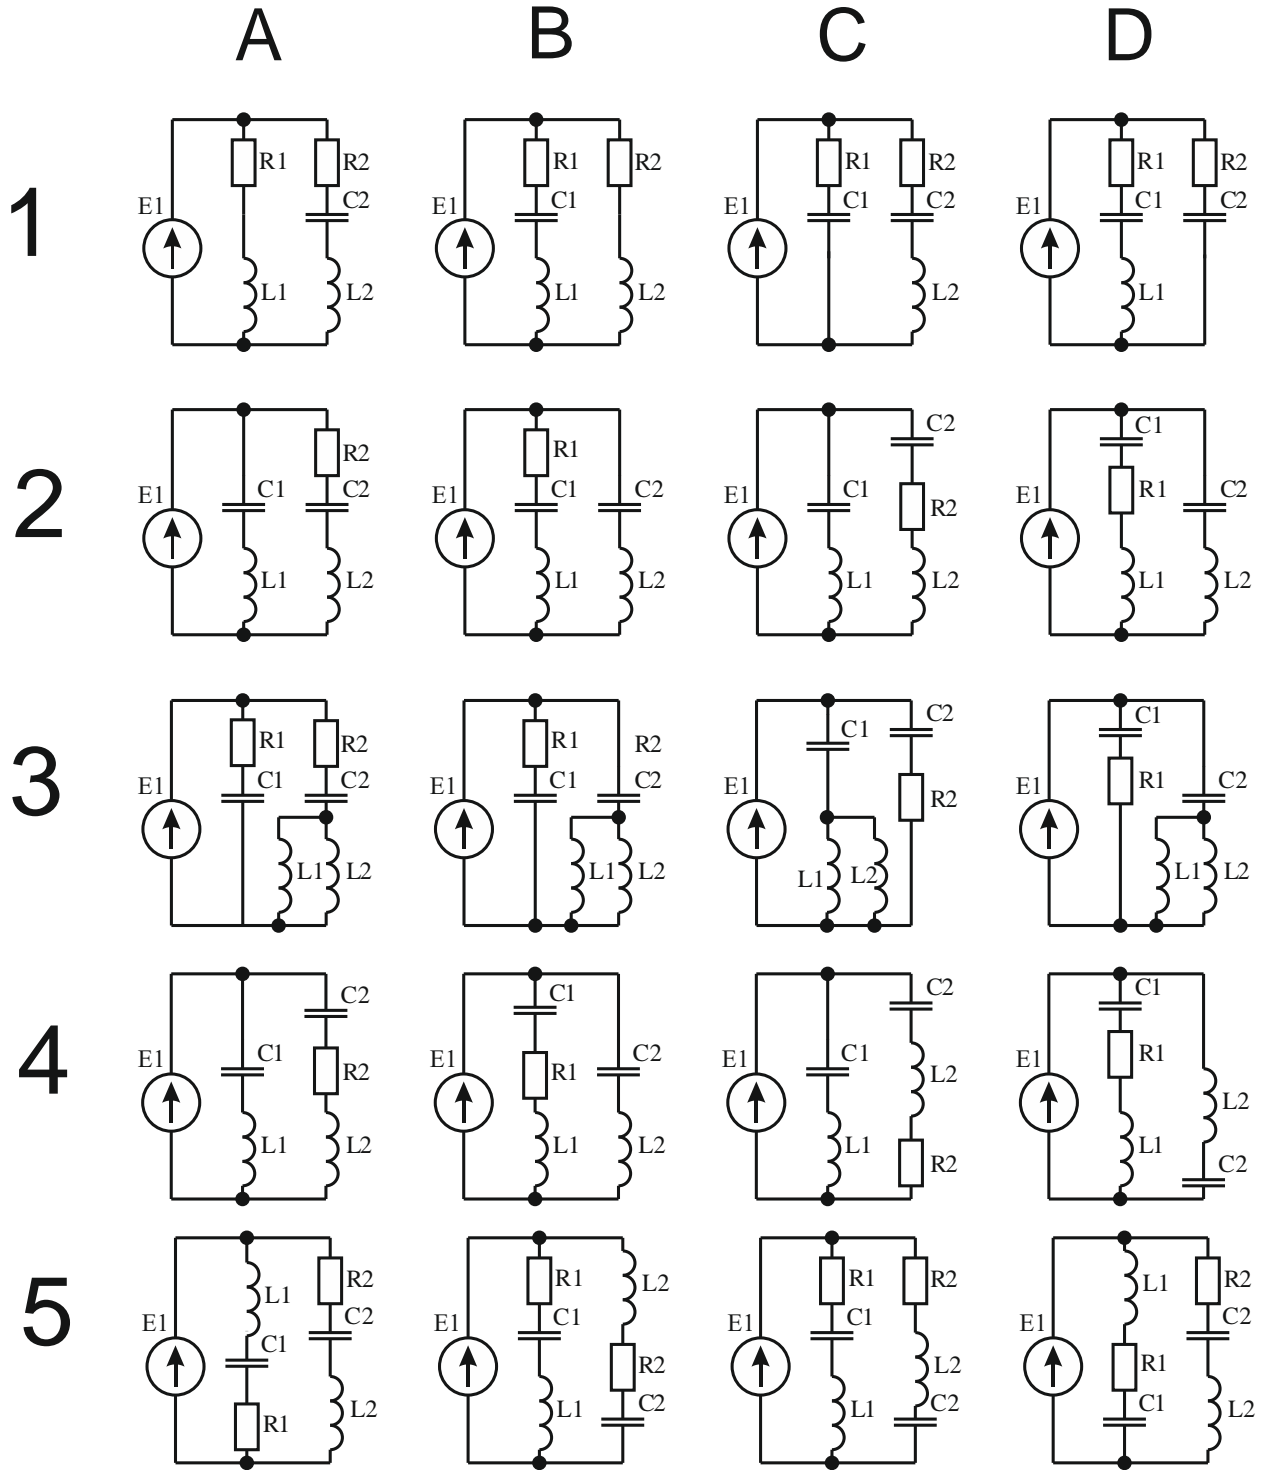 A B C D
1
R1 R2 R1 R2 R1 R2 R1 R2
E1 C2 E1 C1 E1 C1 C2 E1 C1 C2
L1 L2 L1 L2 L2 L1
2
R2 R1 C2 C1
E1 C1 C2 E1 C1 C2 E1 C1 R2 E1 R1 C2
L1 L2 L1 L2 L1 L2 L1 L2
3
R1 R2 R1 R2 C1 C2 C1
E1 C1 C2 E1 C1 C2 E1 R2 E1 R1 C2
L1 L2 L1 L2 L1 L2 L1 L2
4
C2 C1 C2 C1
E1 C1 R2 E1 R1 C2 E1 C1 L2 E1 R1 L2
L1 L2 L1 L2 L1 R2 L1 C2
5
L1 R2 R1 L2 R1 R2 L1 R2
E1 C1 C2 E1 C1 R2 E1 C1 L2 E1 R1 C2
R1 L2 L1 C2 L1 C2 C1 L2